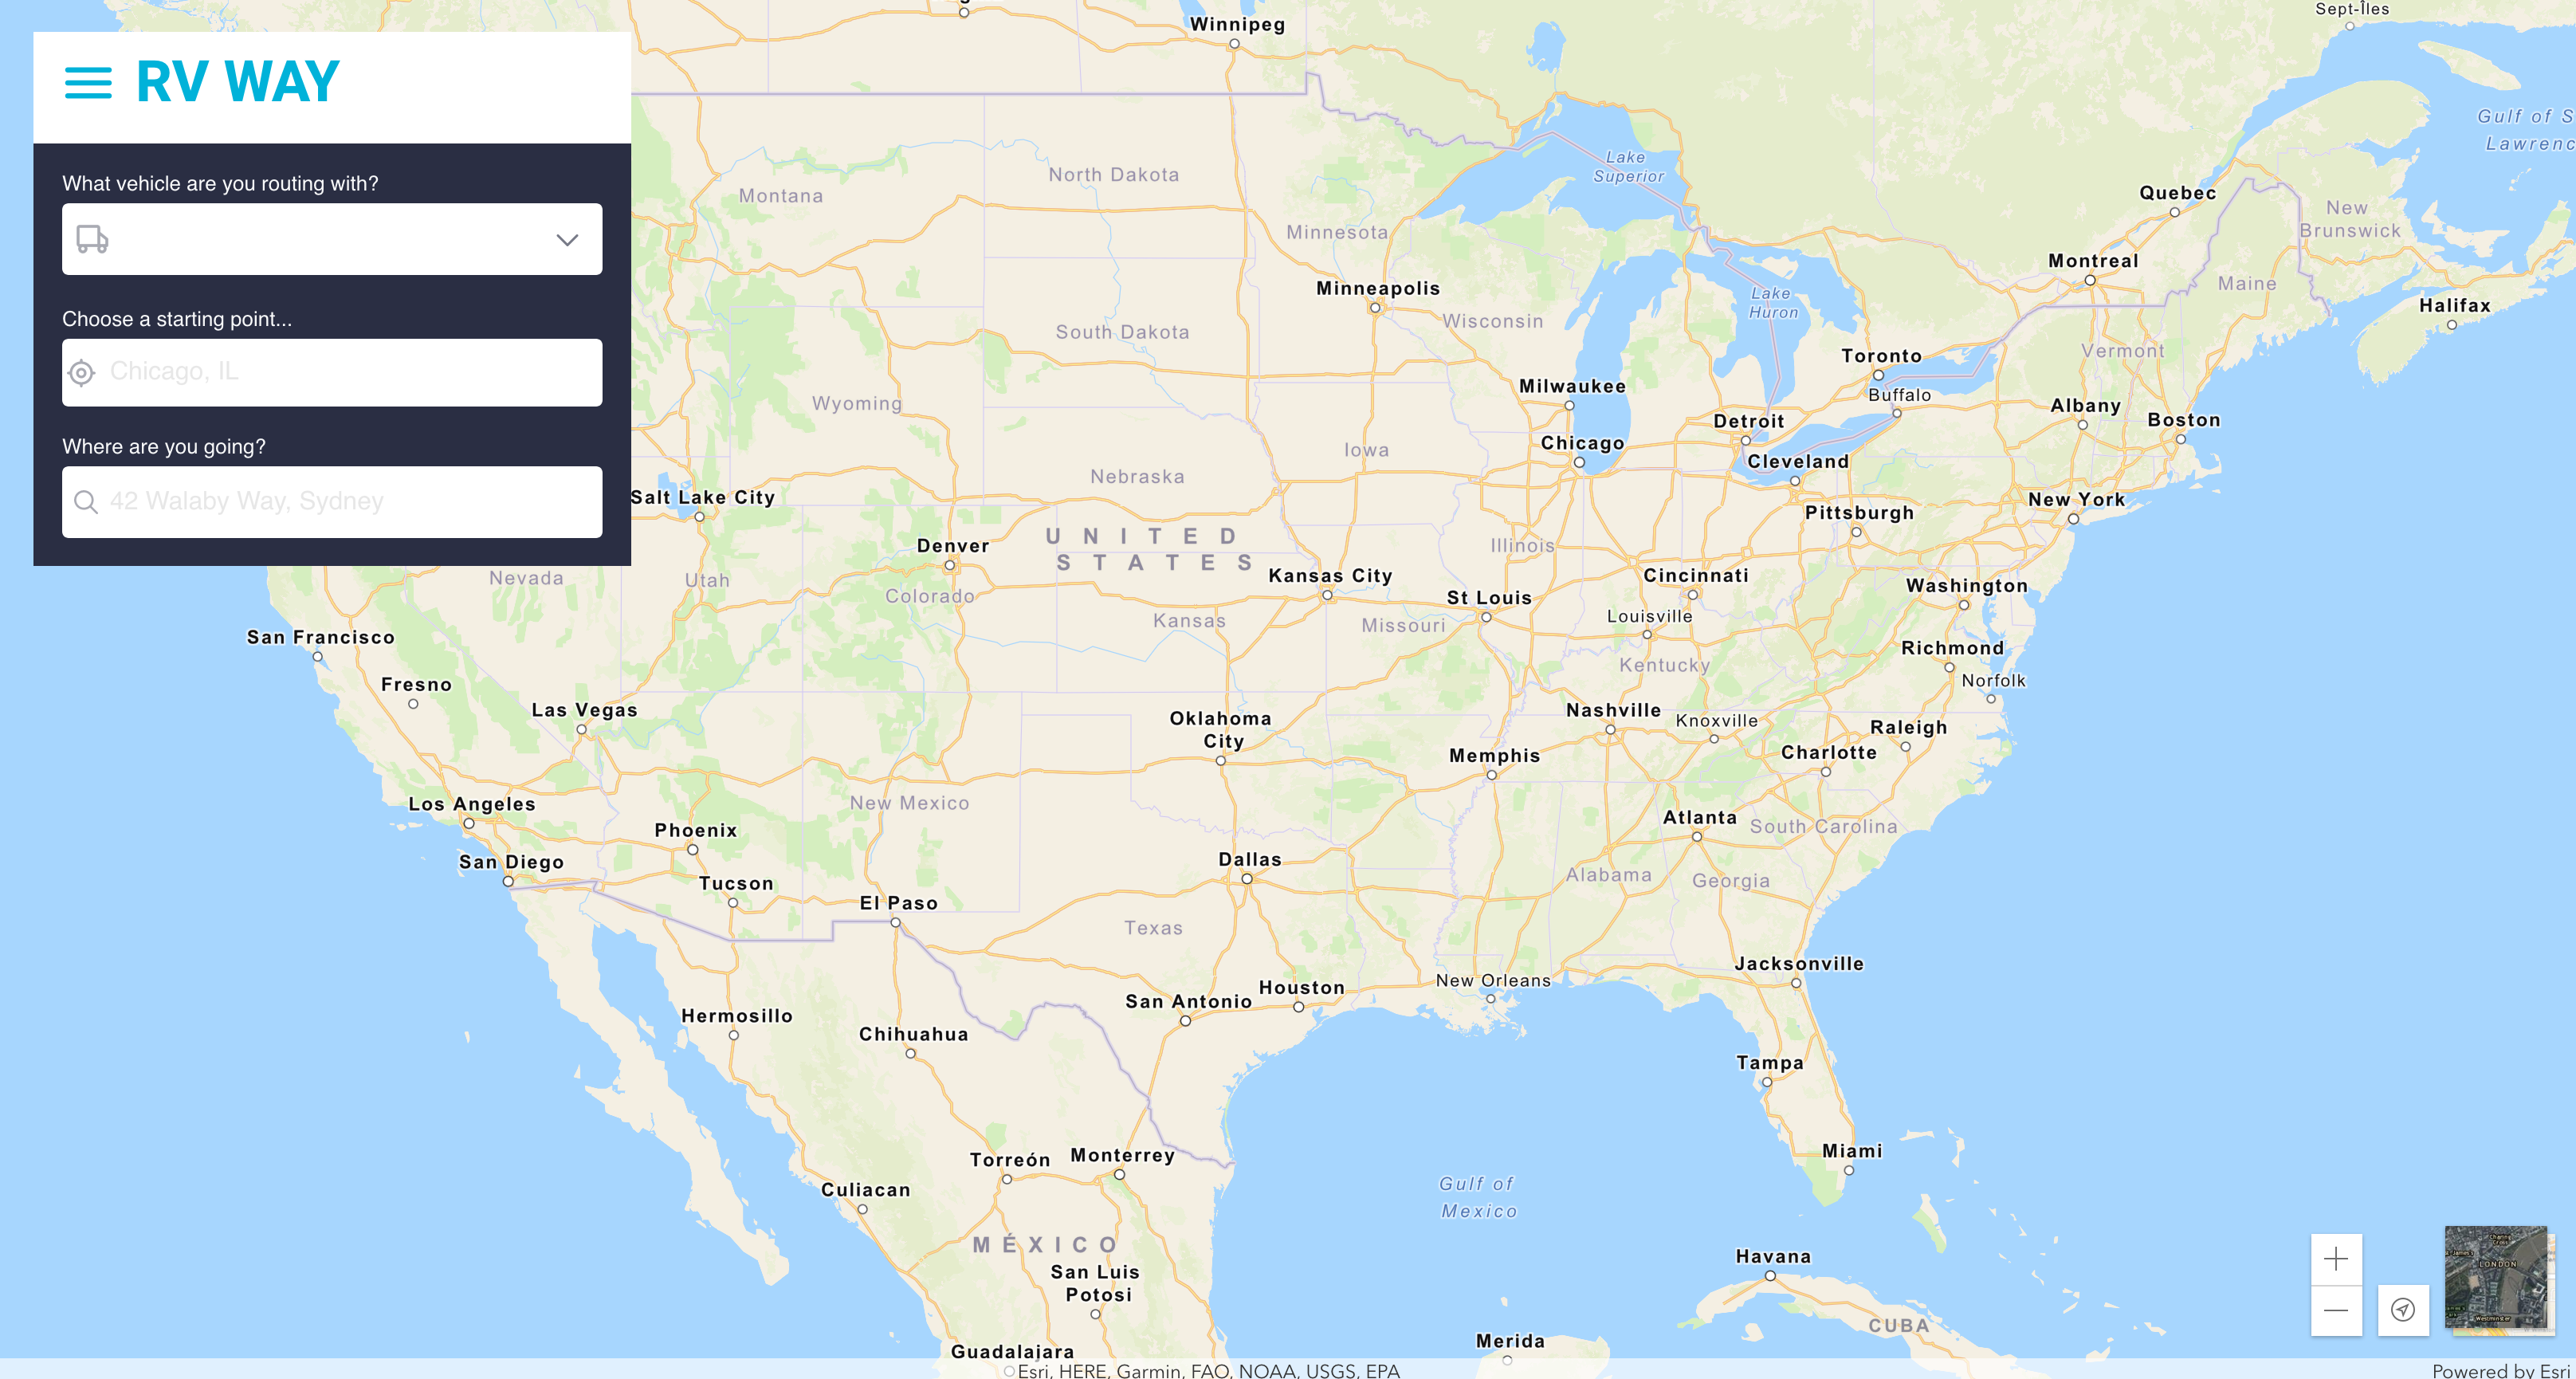 RV WAY
What vehicle are you routing with?
Choose a starting point...
Chicago, IL
Where are you going?
42 Walaby Way, Sydney
Winnipeg
Sept-Îles
Gulf of S
Lawrenc
Lake
Superior
Quebec
New
Brunswick
Montana
North Dakota
Minnesota
Montreal
Maine
Halifax
Minneapolis
Wisconsin
Lake
Huron
South Dakota
Toronto
Vermont
Milwaukee
Buffalo
Wyoming
Albany
Boston
Detroit
Chicago
Iowa
Cleveland
Nebraska
Salt Lake City
New York
Pittsburgh
UNITED
STATES
Denver
Illinois
Nevada
Utah
Colorado
Kansas City
St Louis
Cincinnati
Washington
Louisville
Kansas
Missouri
San Francisco
Richmond
Kentucky
Norfolk
Fresno
Las Vegas
Oklahoma
City
Nashville
Knoxville
Raleigh
Memphis
Charlotte
Los Angeles
New Mexico
Phoenix
Atlanta
South Carolina
San Diego
Dallas
Tucson
Alabama
Georgia
El Paso
Texas
Jacksonville
New Orleans
Houston
San Antonio
Hermosillo
Chihuahua
Tampa
Miami
Torreón
Monterrey
Culiacan
Gulf of
Mexico
MÉXICO
Havana
San Luis
Potosi
LONDON
Westminster
CUBA
Merida
Guadalajara
Esri, HERE, Garmin, FAO, NOAA, USGS, EPA
Powered by Esri